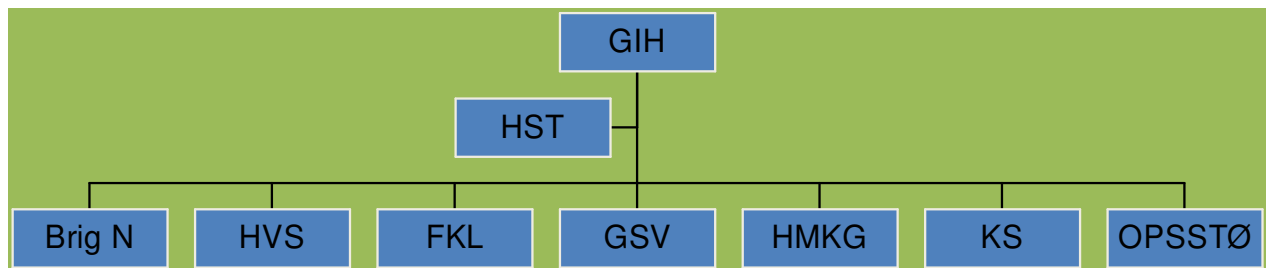 GIH
HST
Brig N
HVS
FKL
GSV
HMKG
KS
OPSSTØ